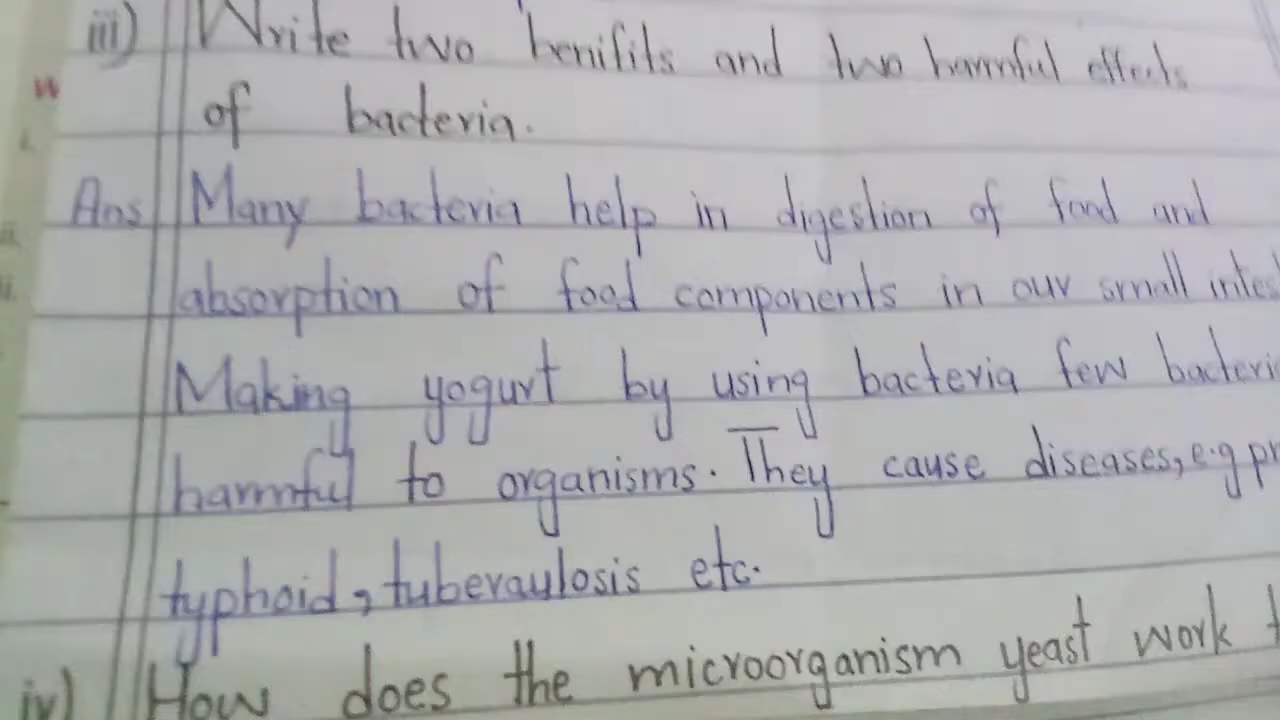 iii) Write two benifits and two harmful effects
of bacteria.
Ans Many bacteria help in digestion of food and
absorption of food components in our small
Making yogurt by using bacteria few
harmful to organisms. They cause diseases, e.g
typhoid, tuberaulosis etc.
iv) How does the microorganism yeast work